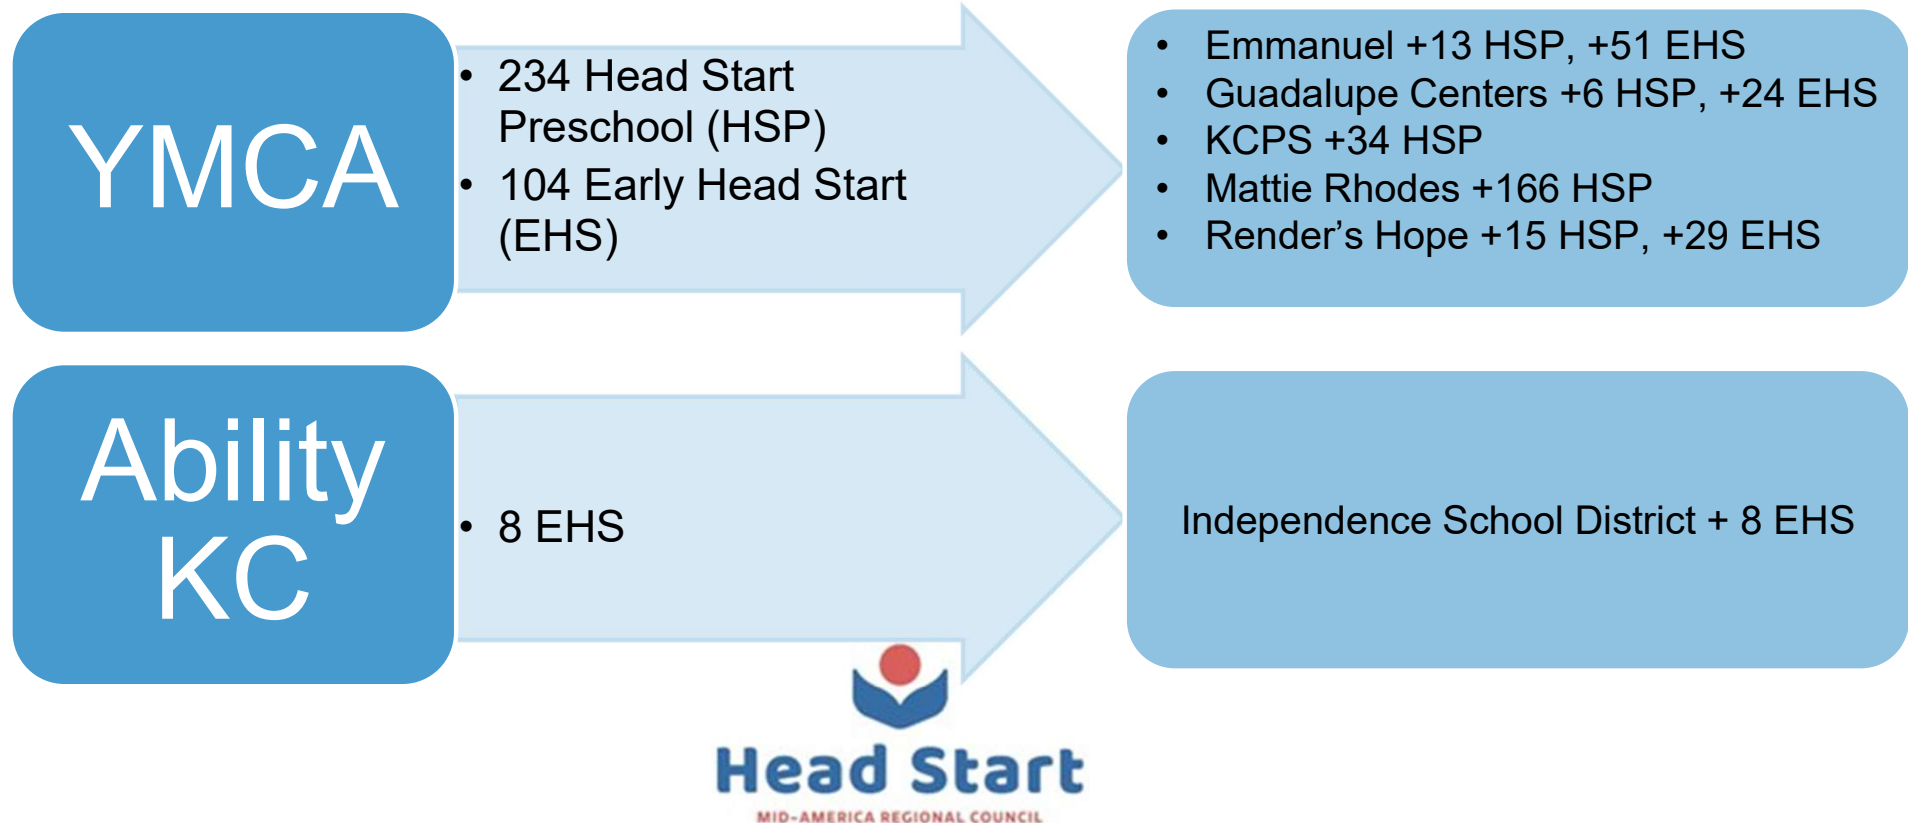 YMCA
• 234 Head Start
Preschool (HSP)
• 104 Early Head Start
(EHS)
• Emmanuel +13 HSP, +51 EHS
• Guadalupe Centers +6 HSP, +24 EHS
• KCPS +34 HSP
• Mattie Rhodes +166 HSP
• Render’s Hope +15 HSP, +29 EHS
Ability
KC
• 8 EHS
Independence School District + 8 EHS
Head Start
MID-AMERICA REGIONAL COUNCIL